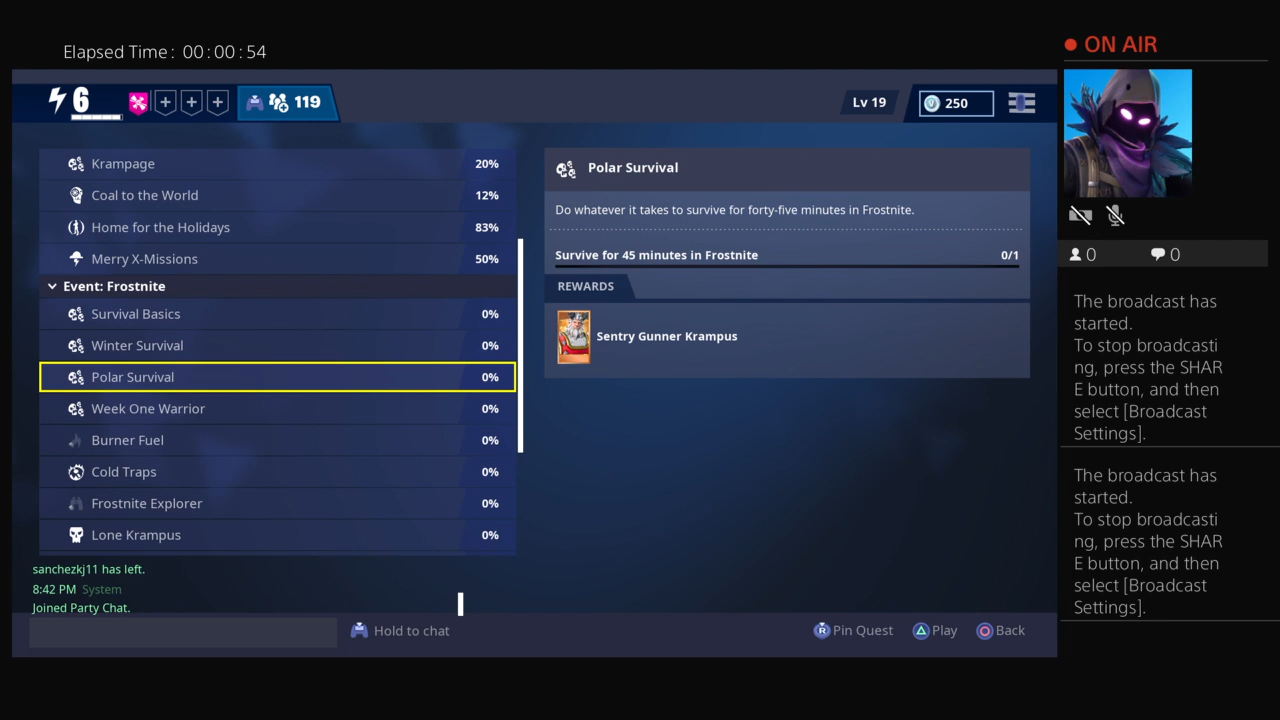 Elapsed Time: 00:00:54
ON AIR
6
119
Lv 19
250
Krampage 20%
Coal to the World 12%
Home for the Holidays 83%
Merry X-Missions 50%
Event: Frostnite
Survival Basics 0%
Winter Survival 0%
Polar Survival 0%
Week One Warrior 0%
Burner Fuel 0%
Cold Traps 0%
Frostnite Explorer 0%
Lone Krampus 0%
Polar Survival
Do whatever it takes to survive for forty-five minutes in Frostnite.
Survive for 45 minutes in Frostnite 0/1
REWARDS
Sentry Gunner Krampus
sanchezkj11 has left.
8:42 PM System
Joined Party Chat.
Hold to chat
R Pin Quest
Play
Back
0 0
The broadcast has
started.
To stop broadcasti
ng, press the SHAR
E button, and then
select [Broadcast
Settings].
The broadcast has
started.
To stop broadcasti
ng, press the SHAR
E button, and then
select [Broadcast
Settings].